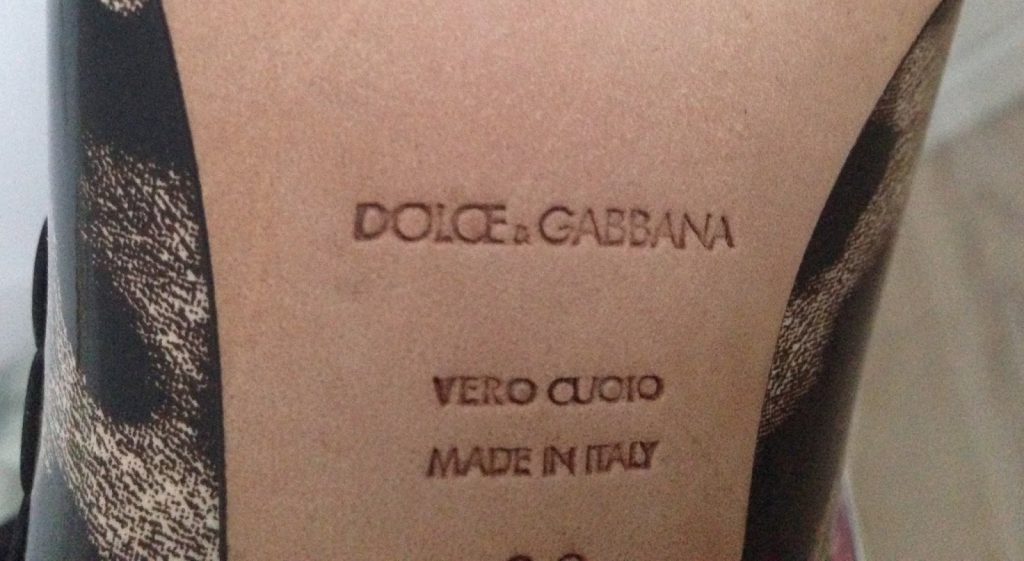 DOLCE & GABBANA
VERO CUOIO
MADE IN ITALY